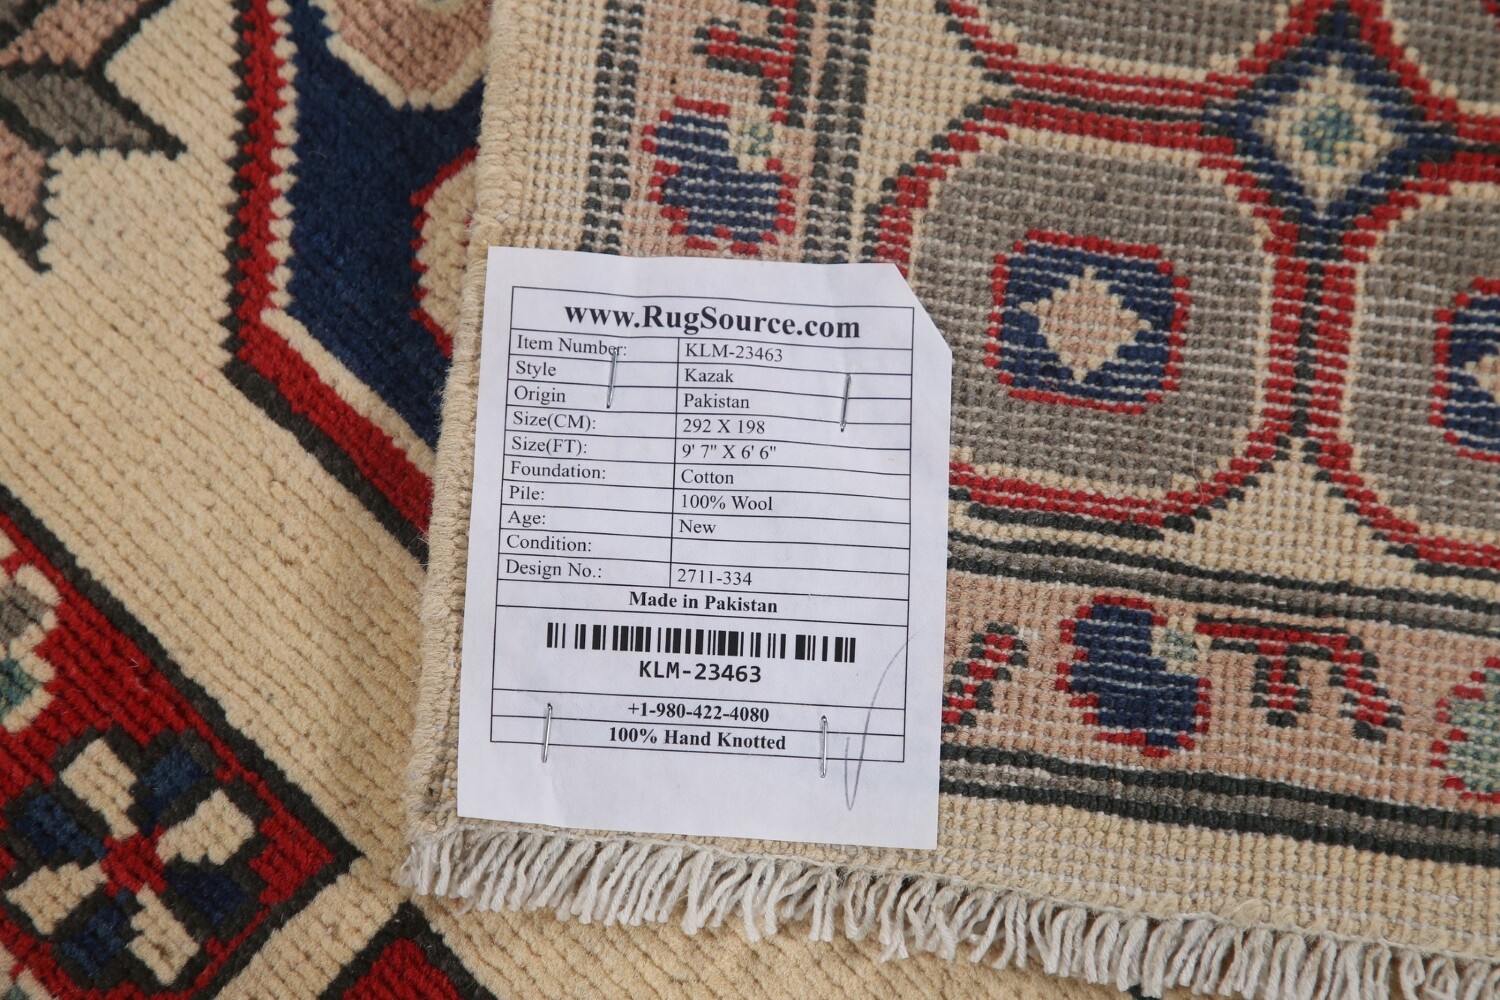 www.RugSource.com
Item Number: KLM-23463
Style Kazak
Origin Pakistan
Size(CM): 292 X 198
Size(FT): 9' 7" X 6' 6"
Foundation: Cotton
Pile: 100% Wool
Age: New
Condition:
Design No.: 2711-334
Made in Pakistan
KLM-23463
+1-980-422-4080
100% Hand Knotted